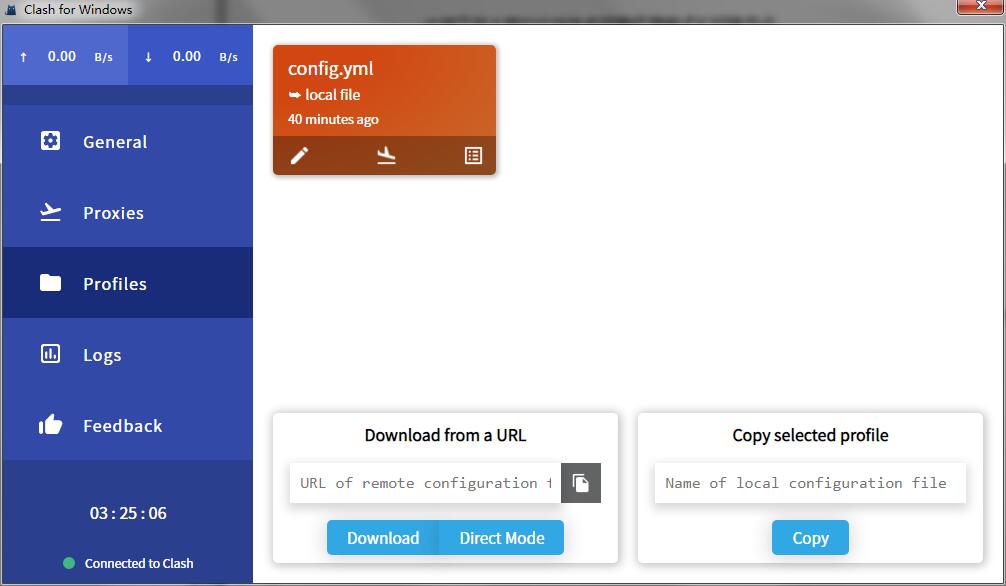 Clash for Windows
↑ 0.00 B/s ↓ 0.00 B/s
General
Proxies
Profiles
Logs
Feedback
03 : 25 : 06
Connected to Clash
config.yml
local file
40 minutes ago
Download from a URL
URL of remote configuration f
Download Direct Mode
Copy selected profile
Name of local configuration file
Copy